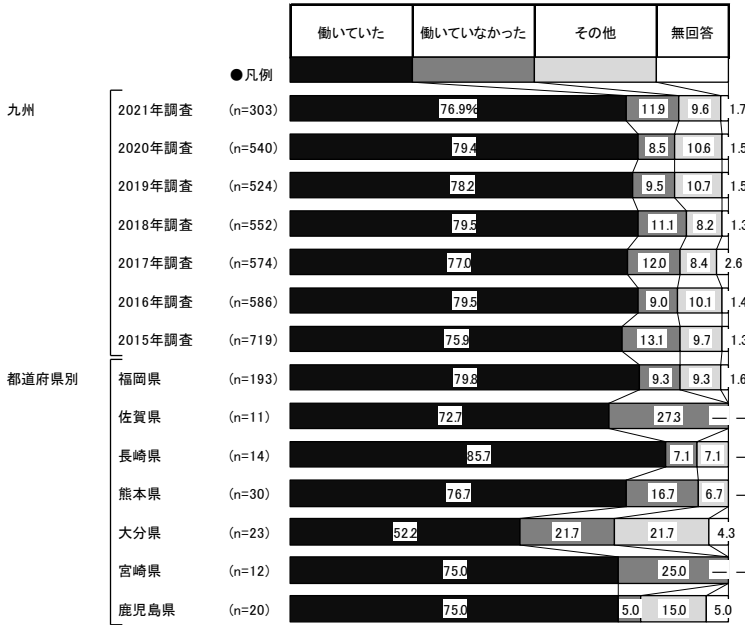 働いていた 働いていなかった その他 無回答
●凡例
九州 2021年調査 (n=303) 76.9% 11.9 9.6 1.7
2020年調査 (n=540) 79.4 8.5 10.6 1.5
2019年調査 (n=524) 78.2 9.5 10.7 1.5
2018年調査 (n=552) 79.5 11.1 8.2 1.3
2017年調査 (n=574) 77.0 12.0 8.4 2.6
2016年調査 (n=586) 79.5 9.0 10.1 1.4
2015年調査 (n=719) 75.9 13.1 9.7 1.3
都道府県別 福岡県 (n=193) 79.8 9.3 9.3 1.6
佐賀県 (n=11) 72.7 27.3 — —
長崎県 (n=14) 85.7 7.1 7.1 —
熊本県 (n=30) 76.7 16.7 6.7 —
大分県 (n=23) 52.2 21.7 21.7 4.3
宮崎県 (n=12) 75.0 25.0 — —
鹿児島県 (n=20) 75.0 5.0 15.0 5.0